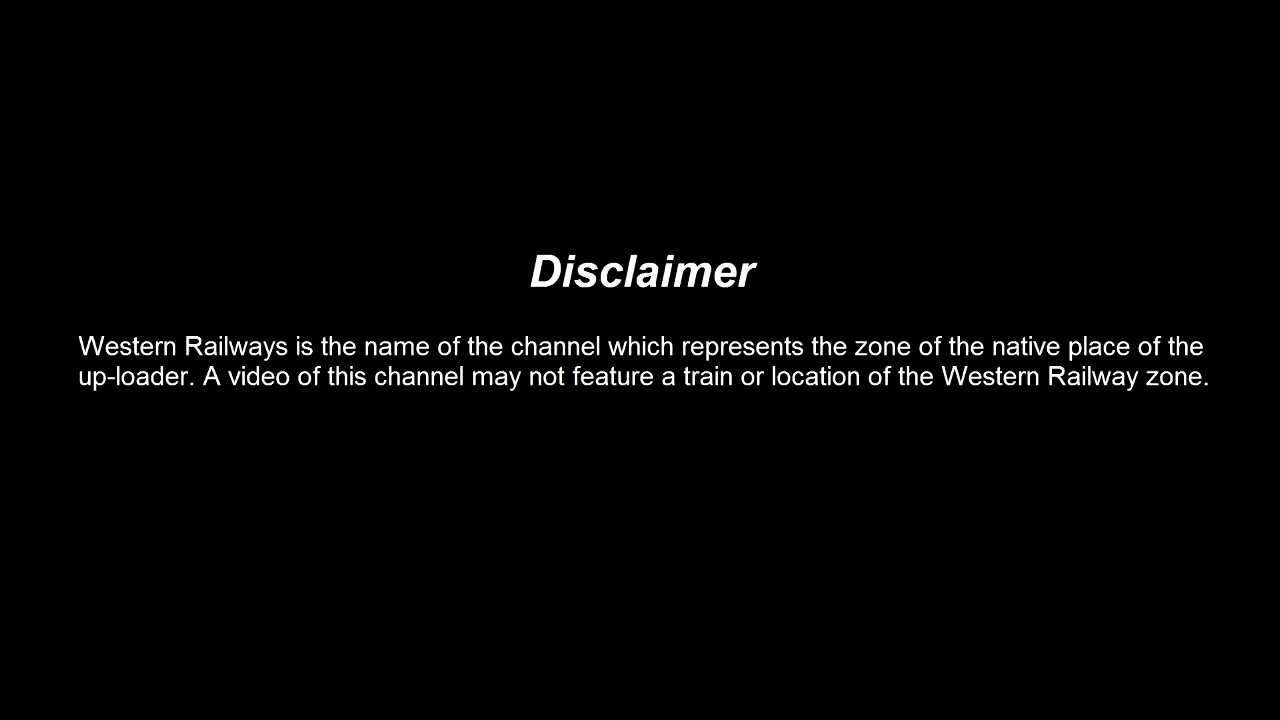 Disclaimer
Western Railways is the name of the channel which represents the zone of the native place of the
up-loader. A video of this channel may not feature a train or location of the Western Railway zone.